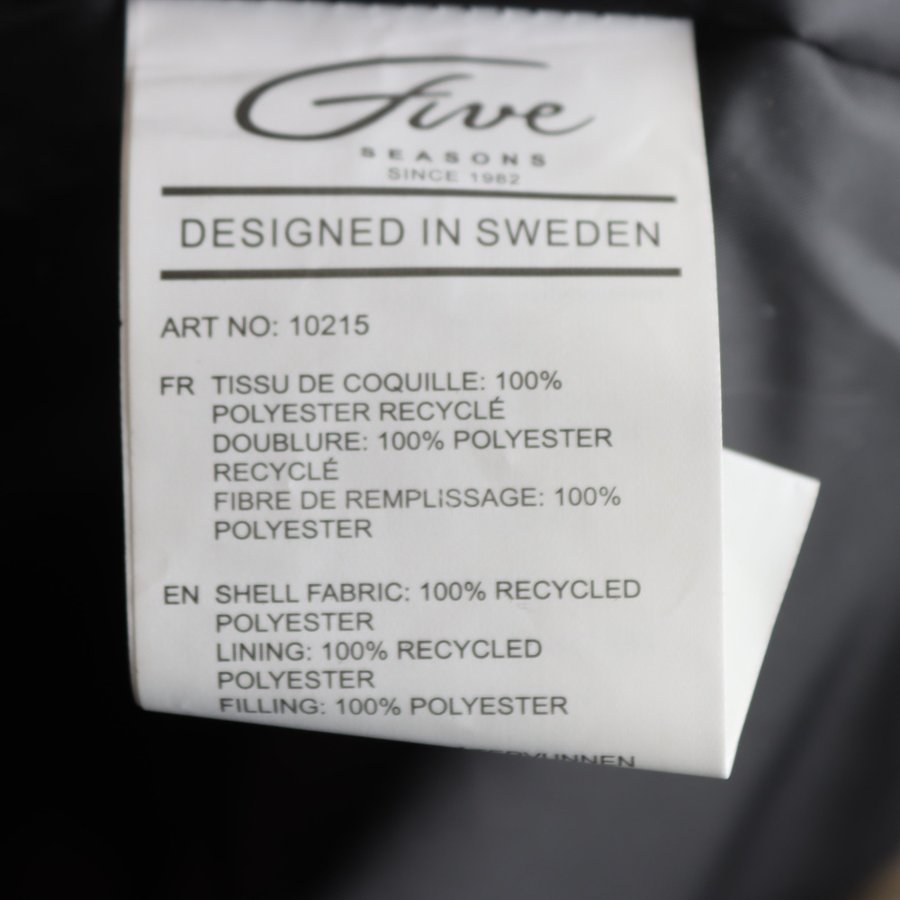 Five
SEASONS
SINCE 1982
DESIGNED IN SWEDEN
ART NO: 10215
FR TISSU DE COQUILLE: 100%
POLYESTER RECYCLÉ
DOUBLURE: 100% POLYESTER
RECYCLÉ
FIBRE DE REMPLISSAGE: 100%
POLYESTER
EN SHELL FABRIC: 100% RECYCLED
POLYESTER
LINING: 100% RECYCLED
POLYESTER
FILLING: 100% POLYESTER